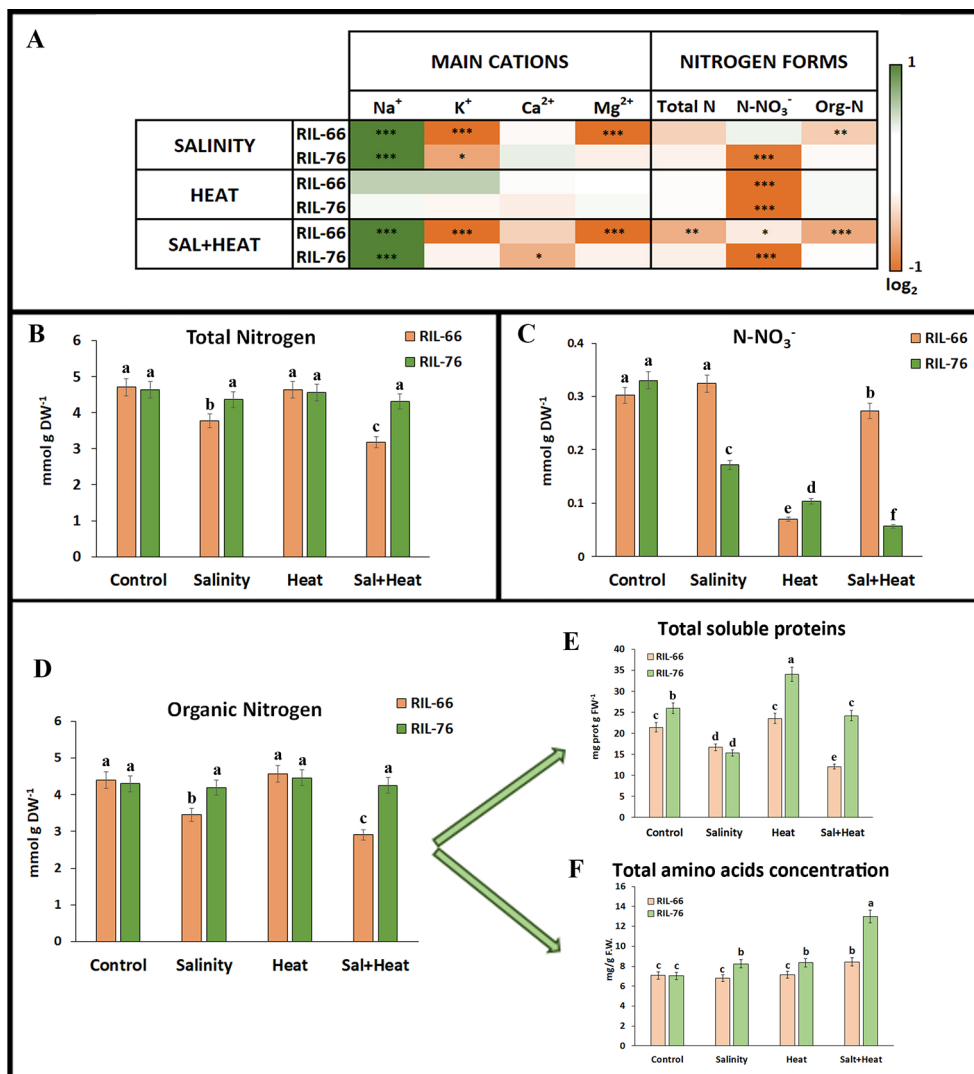 A
MAIN CATIONS NITROGEN FORMS
Na⁺ K⁺ Ca²⁺ Mg²⁺ Total N N-NO₃⁻ Org-N
SALINITY
RIL-66 *** *** *** **
RIL-76 *** * ***
HEAT
RIL-66 ***
RIL-76 ***
SAL+HEAT
RIL-66 *** *** *** ** * ***
RIL-76 *** * ***
1
-1
log₂
B
Total Nitrogen
RIL-66
RIL-76
mmol g DW⁻¹
6
5
4
3
2
1
0
a a b a a a c a
Control Salinity Heat Sal+Heat
C
N-NO₃⁻
RIL-66
RIL-76
mmol g DW⁻¹
0.4
0.3
0.2
0.1
0
a a a c e d b f
Control Salinity Heat Sal+Heat
D
Organic Nitrogen
RIL-66
RIL-76
mmol g DW⁻¹
6
5
4
3
2
1
0
a a b a a a c a
Control Salinity Heat Sal+Heat
E
Total soluble proteins
RIL-66
RIL-76
mg prot g FW⁻¹
40
35
30
25
20
15
10
5
0
c b d d c a e c
Control Salinity Heat Sal+Heat
F
Total amino acids concentration
RIL-66
RIL-76
mg/g F.W.
16
14
12
10
8
6
4
2
0
c c c b c b b a
Control Salinity Heat Salt+Heat